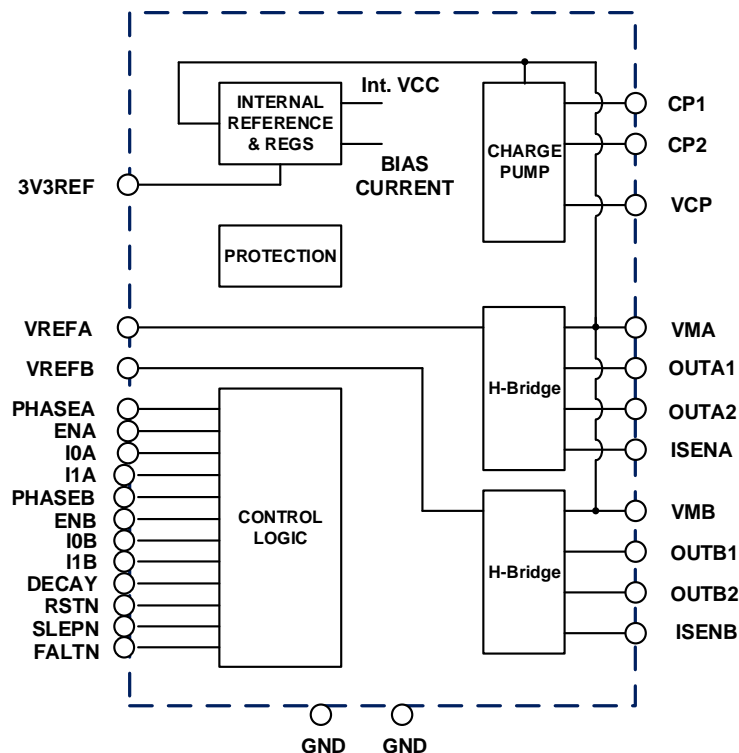 Int. VCC
INTERNAL
REFERENCE
& REGS
BIAS
CURRENT
CHARGE
PUMP
CP1
CP2
VCP
3V3REF
PROTECTION
VREFA
VREFB
PHASEA
ENA
I0A
I1A
PHASEB
ENB
I0B
I1B
DECAY
RSTN
SLEPN
FALTN
CONTROL
LOGIC
H-Bridge
VMA
OUTA1
OUTA2
ISENA
H-Bridge
VMB
OUTB1
OUTB2
ISENB
GND
GND